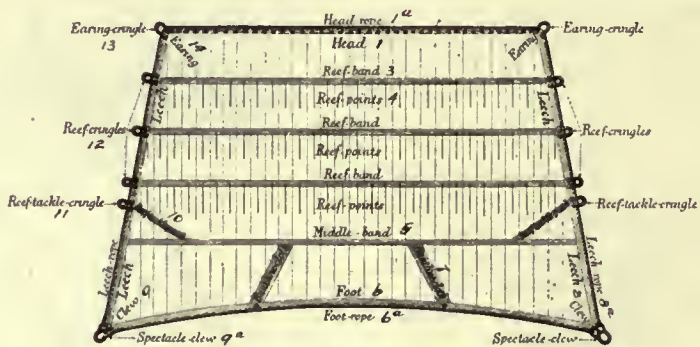 Head rope 1a
Earing-cringle
13
Earing
14
Head 1
Earing
Earing-cringle
Reef-band 3
Leech
Reef-points 4
Leech
Reef-cringles
12
Reef-band
Reef-cringles
Reef-points
Reef-band
Reef-tackle-cringle
11
10
Reef-points
Reef-tackle-cringle
Middle-band 5
Leech-rope
Leech
Clew 9
7
Foot 6
Leech 8
Clew
Leech rope 8a
Foot-rope 6a
Spectacle-clew 9a
Spectacle-clew